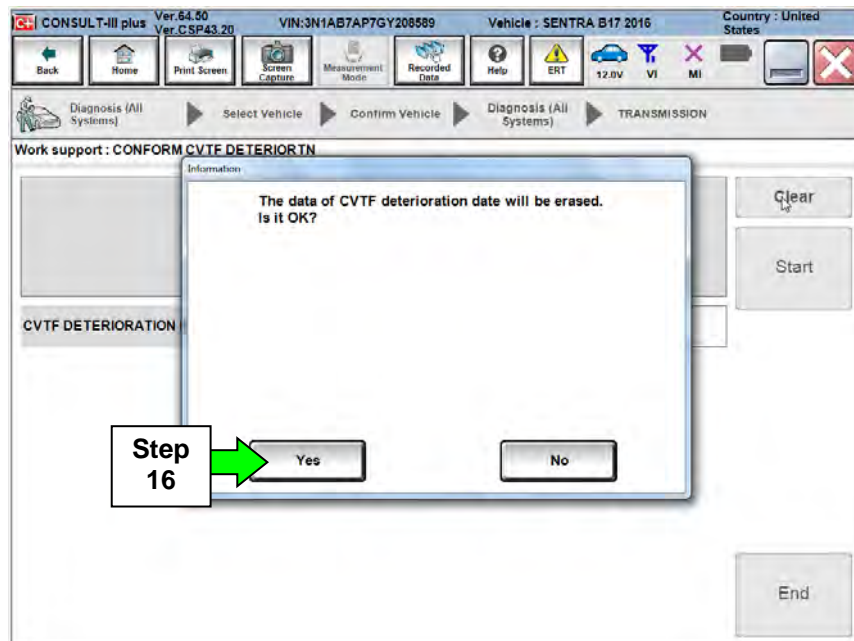 CONSULT-III plus Ver.64.50 VIN:3N1AB7AP7GY208589 Vehicle : SENTRA B17 2016 Country : United
Ver.CSP43.20 States
Back Home Print Screen Screen Capture Measurement Mode Recorded Data Help ERT 12.0V VI MI
Diagnosis (All Systems) Select Vehicle Confirm Vehicle Diagnosis (All Systems) TRANSMISSION
Work support : CONFORM CVTF DETERIORTN
Information
The data of CVTF deterioration date will be erased.
Is it OK?
Clear
Start
CVTF DETERIORATION
Step
16
Yes No
End